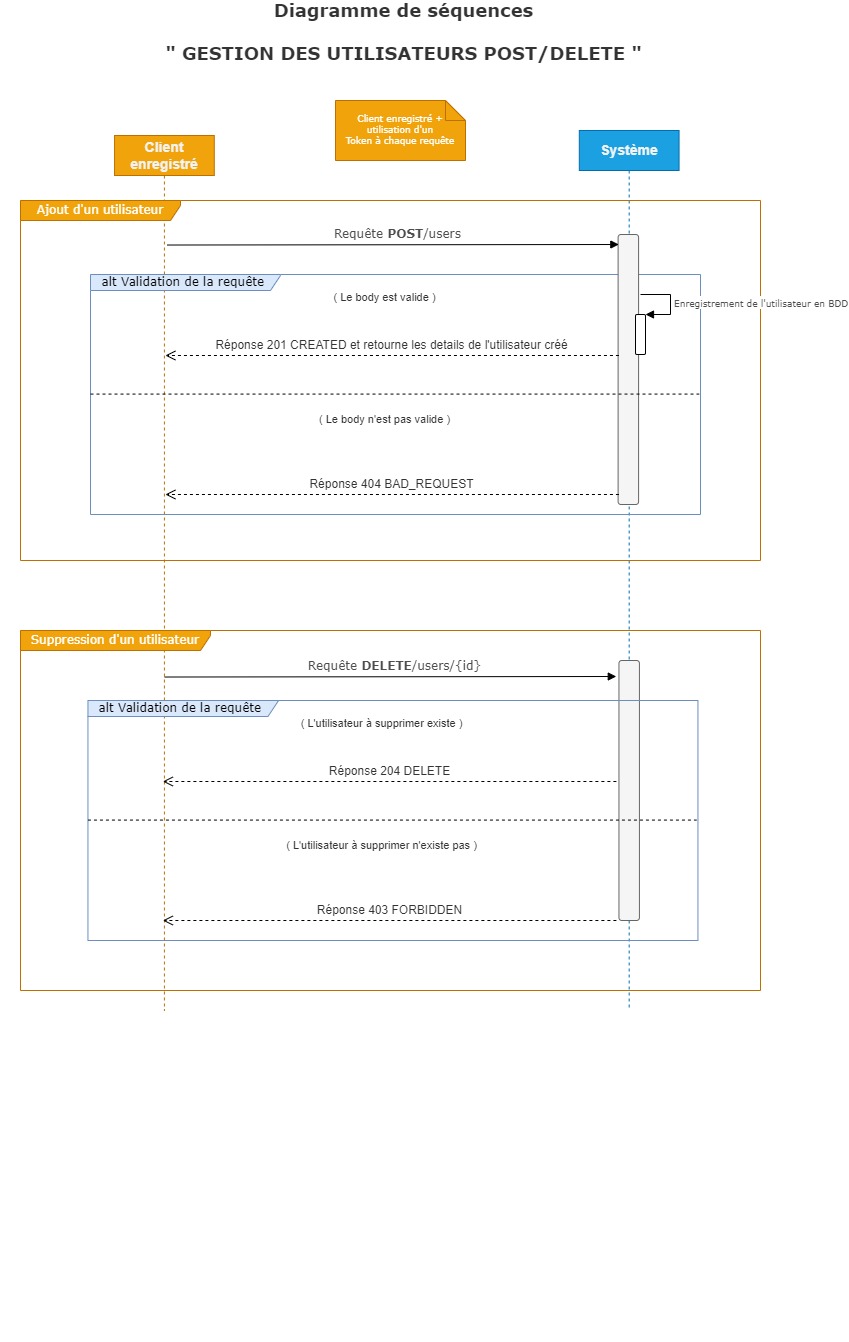 Diagramme de séquences
" GESTION DES UTILISATEURS POST/DELETE "
Client enregistré +
utilisation d'un
Token à chaque requête
Client
enregistré
Système
Ajout d'un utilisateur
Requête POST/users
alt Validation de la requête
( Le body est valide )
Enregistrement de l'utilisateur en BDD
Réponse 201 CREATED et retourne les details de l'utilisateur créé
( Le body n'est pas valide )
Réponse 404 BAD_REQUEST
Suppression d'un utilisateur
Requête DELETE/users/{id}
alt Validation de la requête
( L'utilisateur à supprimer existe )
Réponse 204 DELETE
( L'utilisateur à supprimer n'existe pas )
Réponse 403 FORBIDDEN